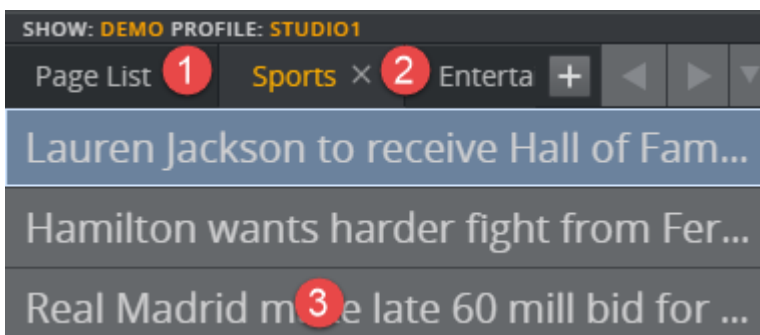 SHOW: DEMO PROFILE: STUDIO1
Page List 1 Sports × 2 Enterta +
Lauren Jackson to receive Hall of Fam...
Hamilton wants harder fight from Fer...
Real Madrid 3 late 60 mill bid for ...